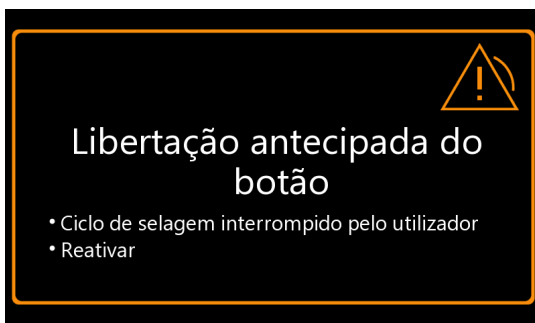 Libertação antecipada do
botão
• Ciclo de selagem interrompido pelo utilizador
• Reativar